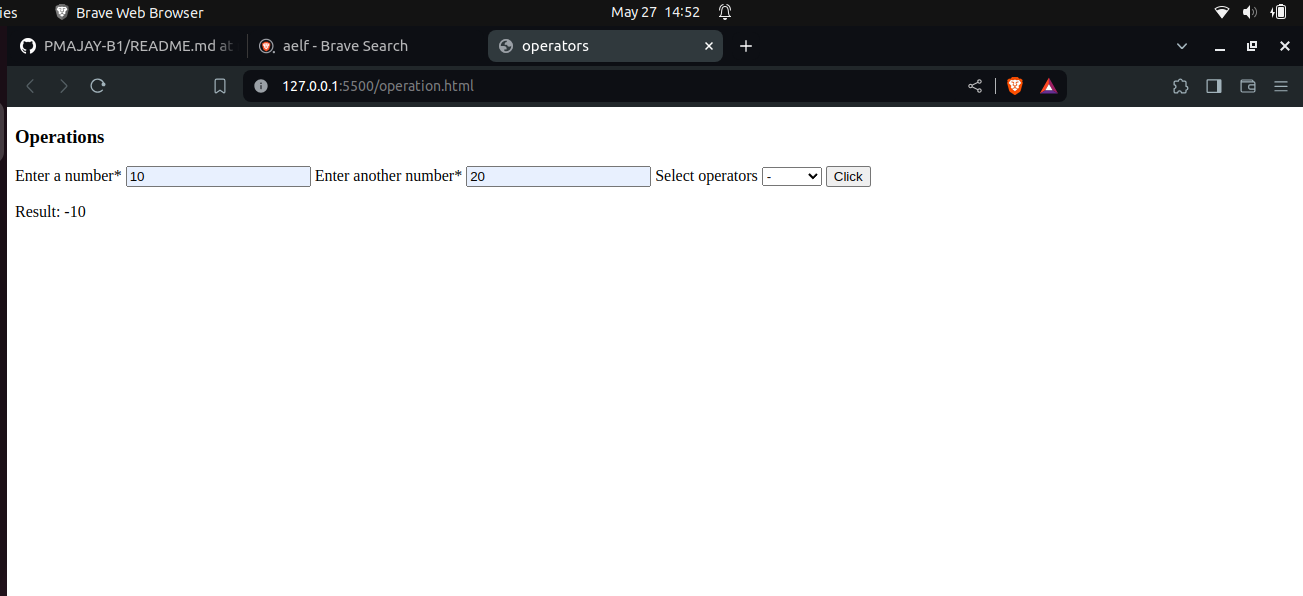 ies Brave Web Browser May 27 14:52
PMAJAY-B1/README.md at aelf - Brave Search operators
127.0.0.1:5500/operation.html
Operations
Enter a number* 10 Enter another number* 20 Select operators - Click
Result: -10